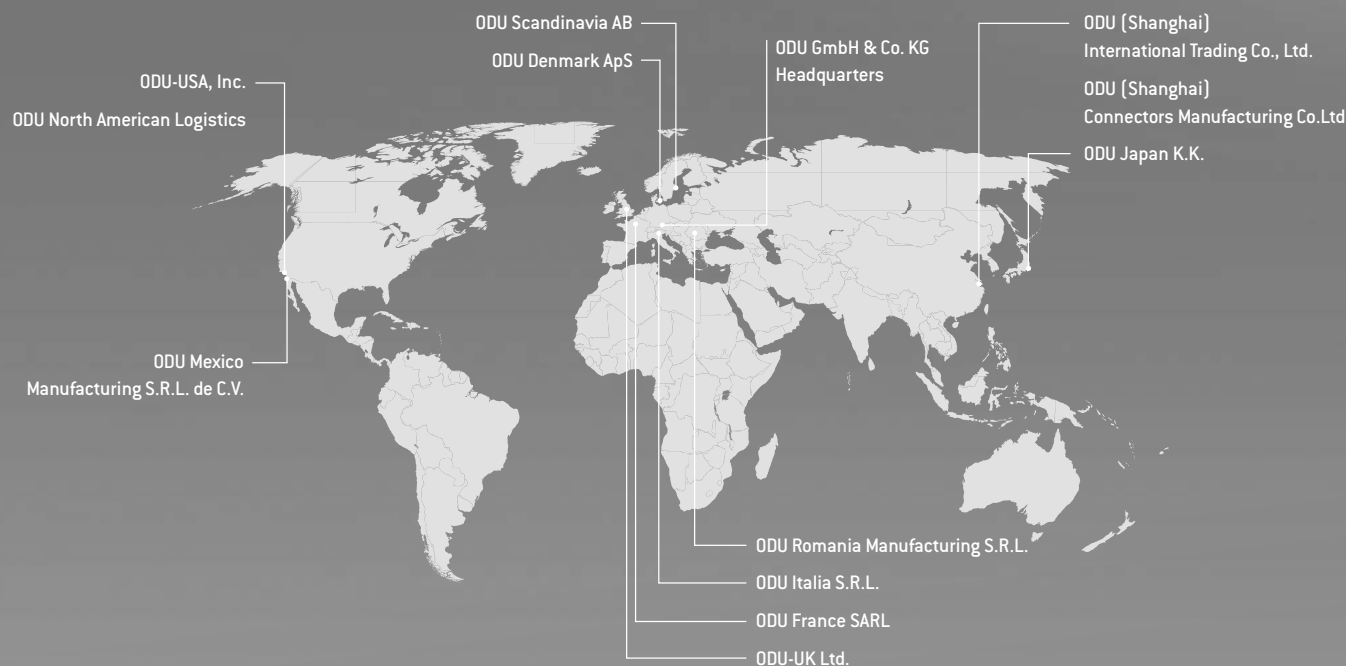 ODU Scandinavia AB
ODU Denmark ApS
ODU GmbH & Co. KG
Headquarters
ODU (Shanghai)
International Trading Co., Ltd.
ODU (Shanghai)
Connectors Manufacturing Co.Ltd
ODU Japan K.K.
ODU-USA, Inc.
ODU North American Logistics
ODU Mexico
Manufacturing S.R.L. de C.V.
ODU Romania Manufacturing S.R.L.
ODU Italia S.R.L.
ODU France SARL
ODU-UK Ltd.